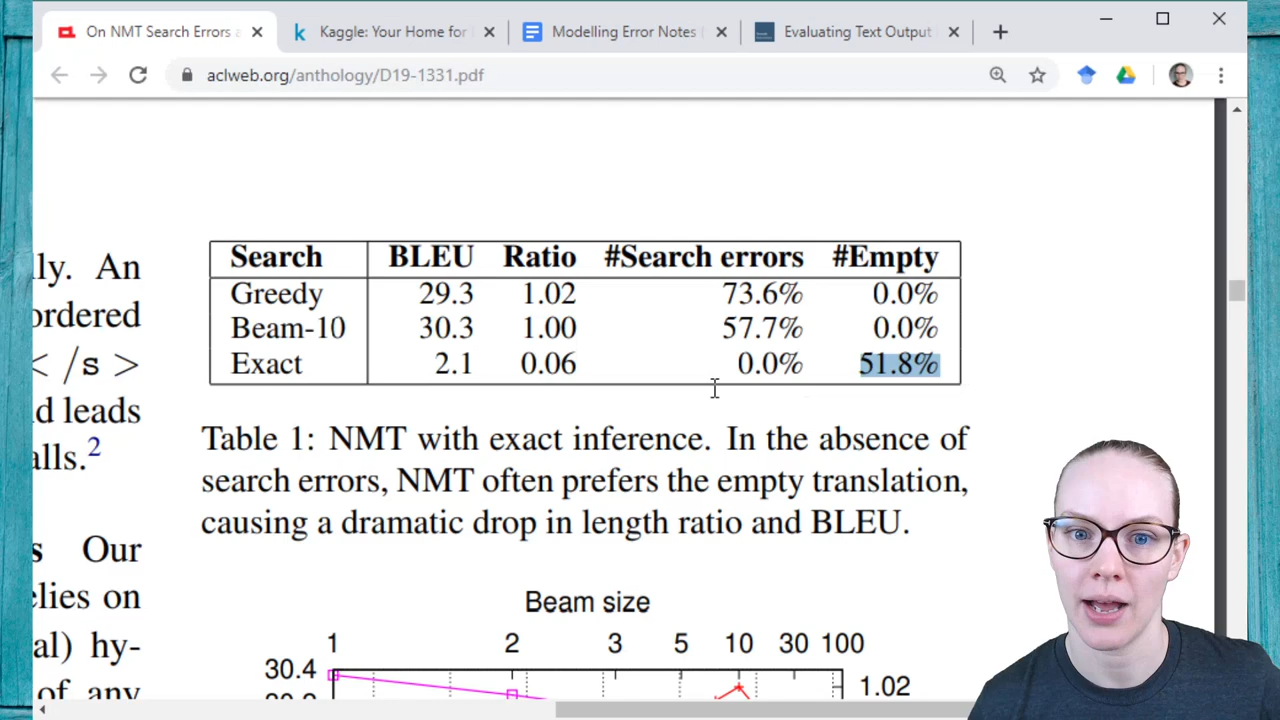 On NMT Search Errors a
Kaggle: Your Home for
Modelling Error Notes (
Evaluating Text Output
aclweb.org/anthology/D19-1331.pdf
lly. An
ordered
< /s >
d leads
alls.2
s Our
elies on
al) hy-
of any
Search BLEU Ratio #Search errors #Empty
Greedy 29.3 1.02 73.6% 0.0%
Beam-10 30.3 1.00 57.7% 0.0%
Exact 2.1 0.06 0.0% 51.8%
Table 1: NMT with exact inference. In the absence of
search errors, NMT often prefers the empty translation,
causing a dramatic drop in length ratio and BLEU.
Beam size
1 2 3 5 10 30 100
30.4
1.02